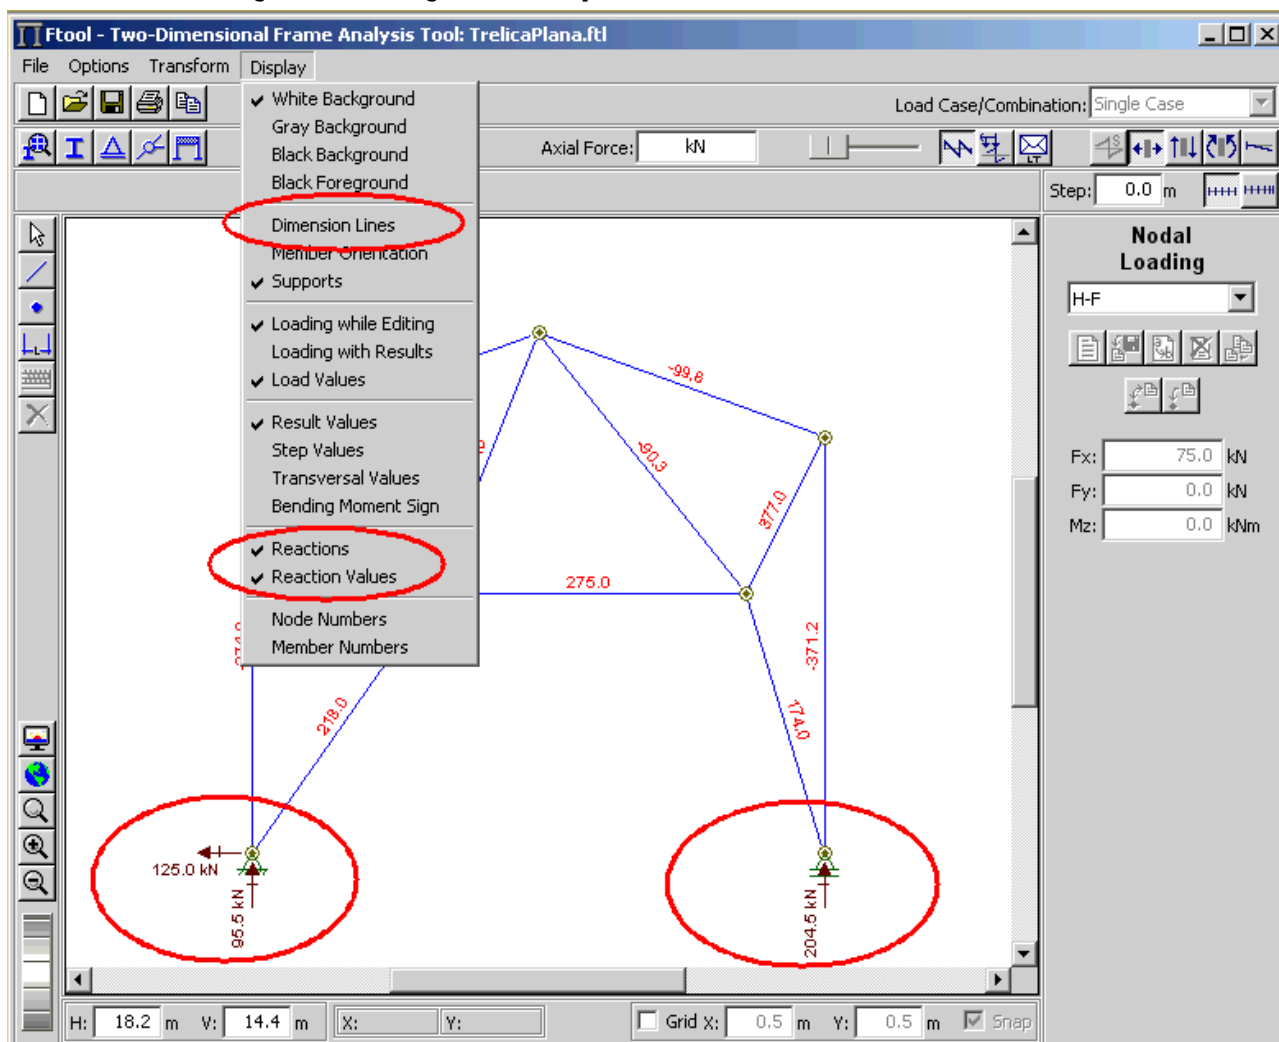 Ftool - Two-Dimensional Frame Analysis Tool: TrelicaPlana.ftl
File Options Transform Display
Load Case/Combination: Single Case
Axial Force: kN
LT
Step: 0.0 m
White Background
Gray Background
Black Background
Black Foreground
Dimension Lines
Member Orientation
Supports
Loading while Editing
Loading with Results
Load Values
Result Values
Step Values
Transversal Values
Bending Moment Sign
Reactions
Reaction Values
Node Numbers
Member Numbers
Nodal
Loading
H-F
Fx: 75.0 kN
Fy: 0.0 kN
Mz: 0.0 kNm
-99.6
-90.3
377.0
275.0
-371.2
218.0
174.0
125.0 kN
95.5 kN
204.5 kN
H: 18.2 m V: 14.4 m X: Y: Grid X: 0.5 m Y: 0.5 m Snap